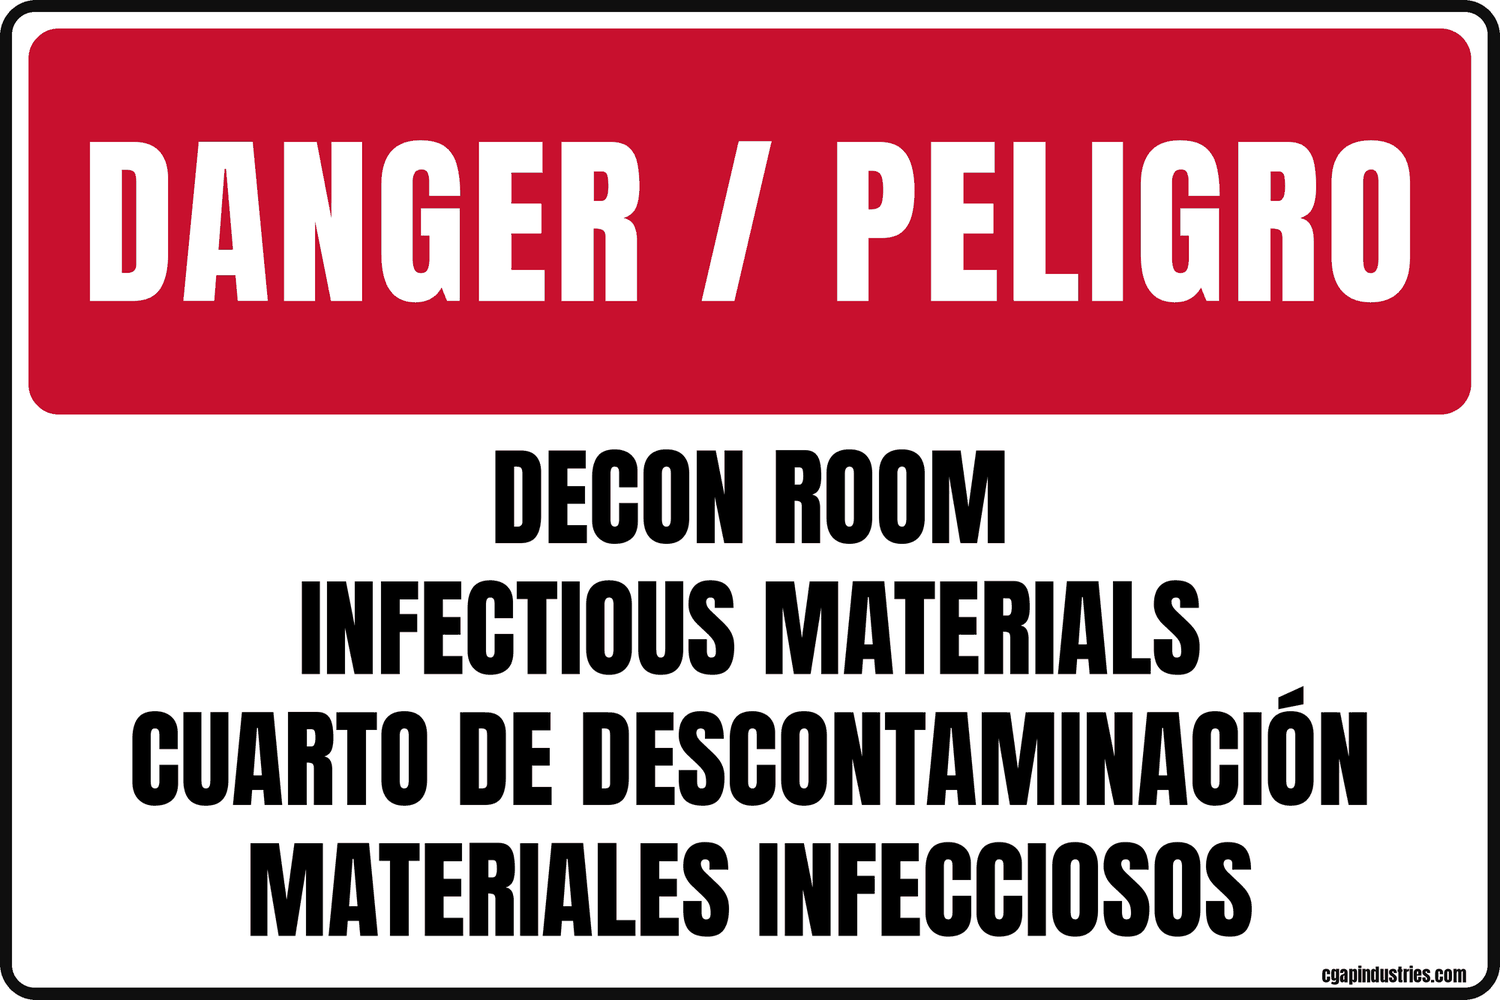 DANGER / PELIGRO
DECON ROOM
INFECTIOUS MATERIALS
CUARTO DE DESCONTAMINACIÓN
MATERIALES INFECCIOSOS
cgapindustries.com